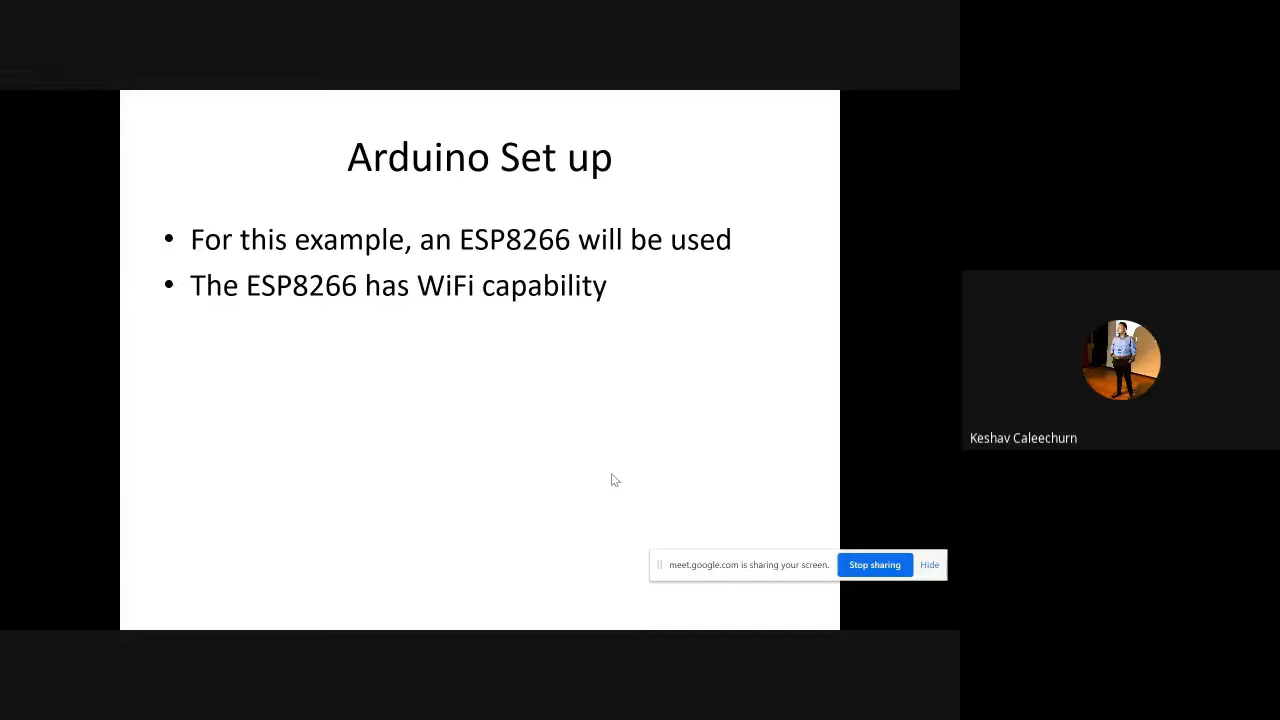 Arduino Set up
• For this example, an ESP8266 will be used
• The ESP8266 has WiFi capability
Keshav Caleechurn
meet.google.com is sharing your screen. Stop sharing Hide